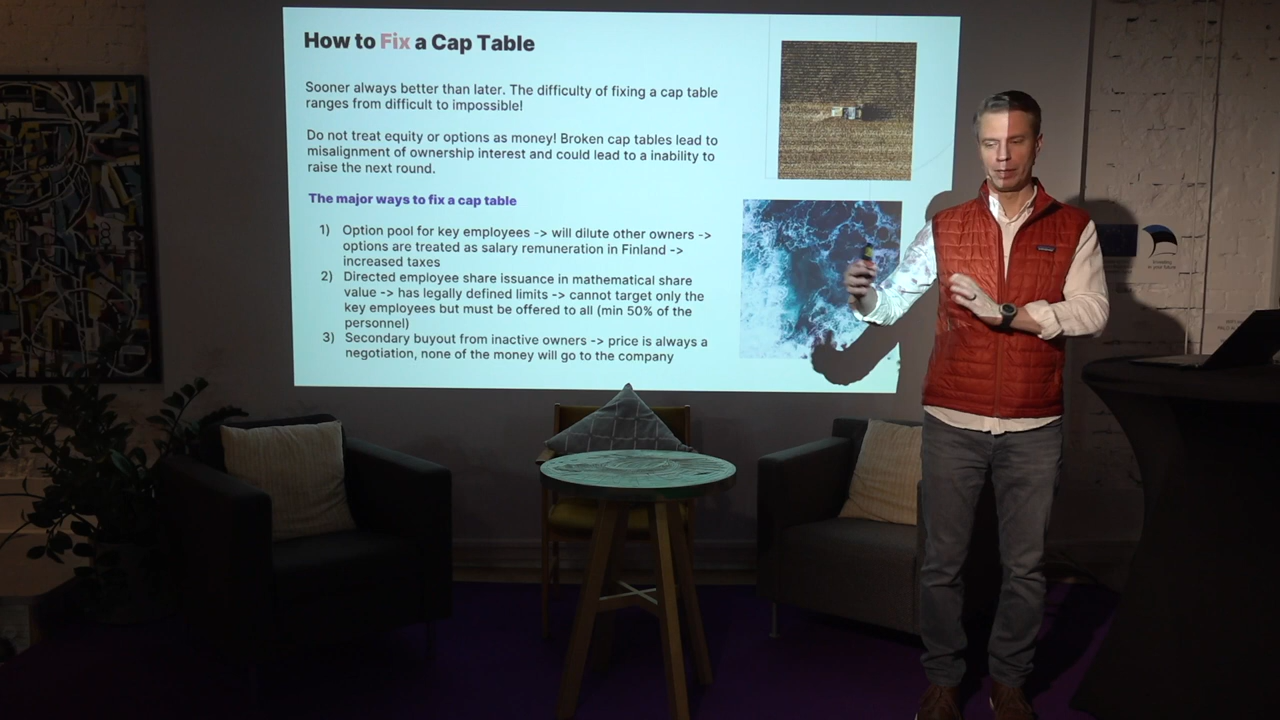 How to Fix a Cap Table
Sooner always better than later. The difficulty of fixing a cap table
ranges from difficult to impossible!
Do not treat equity or options as money! Broken cap tables lead to
misalignment of ownership interest and could lead to a inability to
raise the next round.
The major ways to fix a cap table
1) Option pool for key employees -> will dilute other owners ->
options are treated as salary remuneration in Finland ->
increased taxes
2) Directed employee share issuance in mathematical share
value -> has legally defined limits -> cannot target only the
key employees but must be offered to all (min 50% of the
personnel)
3) Secondary buyout from inactive owners -> price is always a
negotiation, none of the money will go to the company
patagonia
Investing
in your future